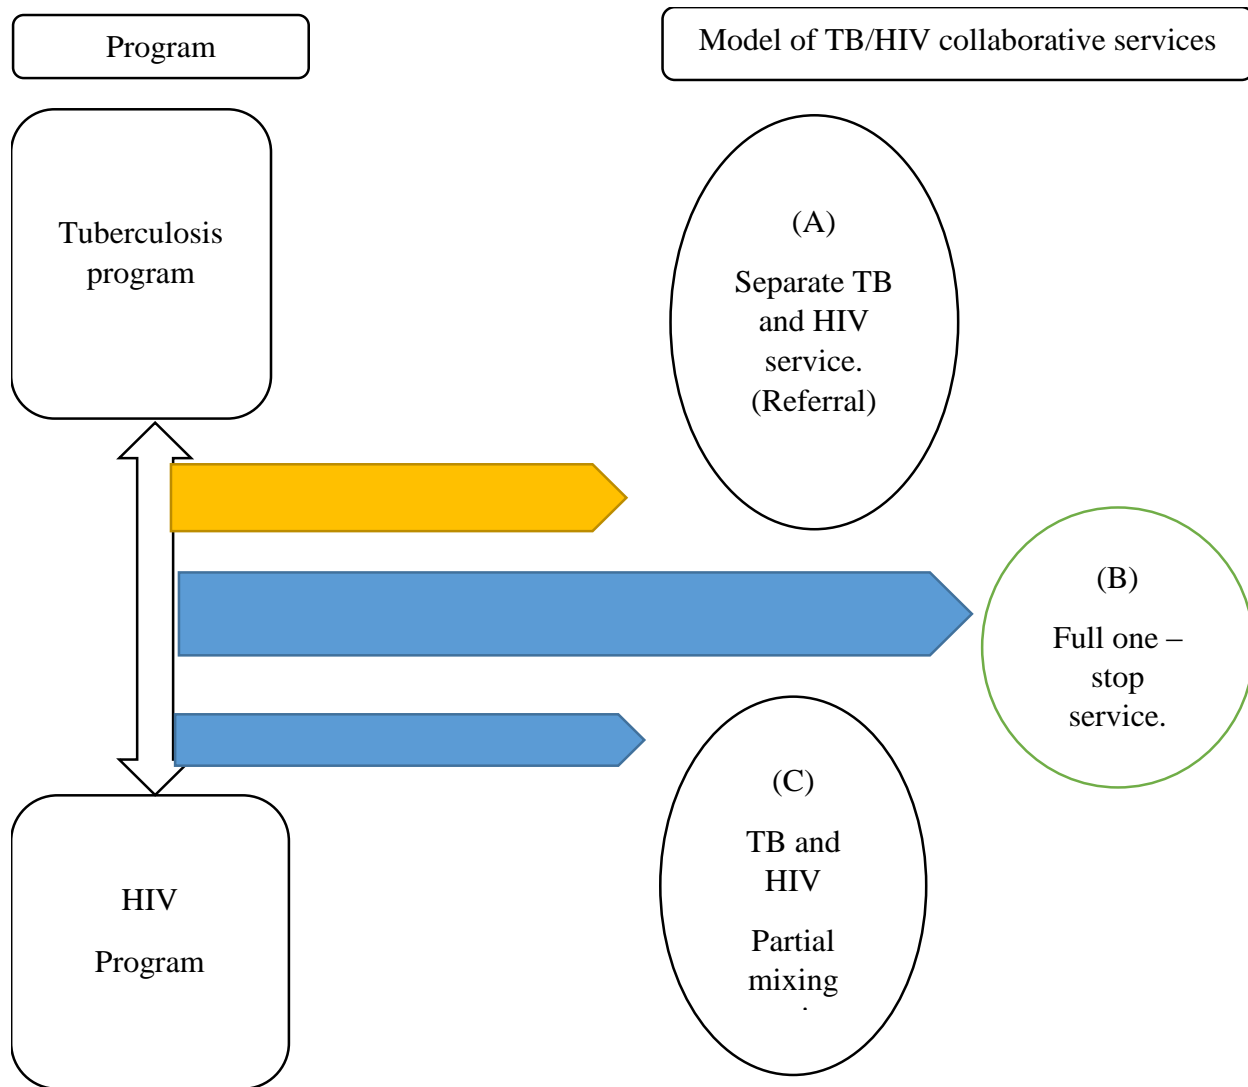 Program
Model of TB/HIV collaborative services
Tuberculosis
program
(A)
Separate TB
and HIV
service.
(Referral)
(B)
Full one –
stop
service.
(C)
TB and
HIV
Partial
mixing
HIV
Program